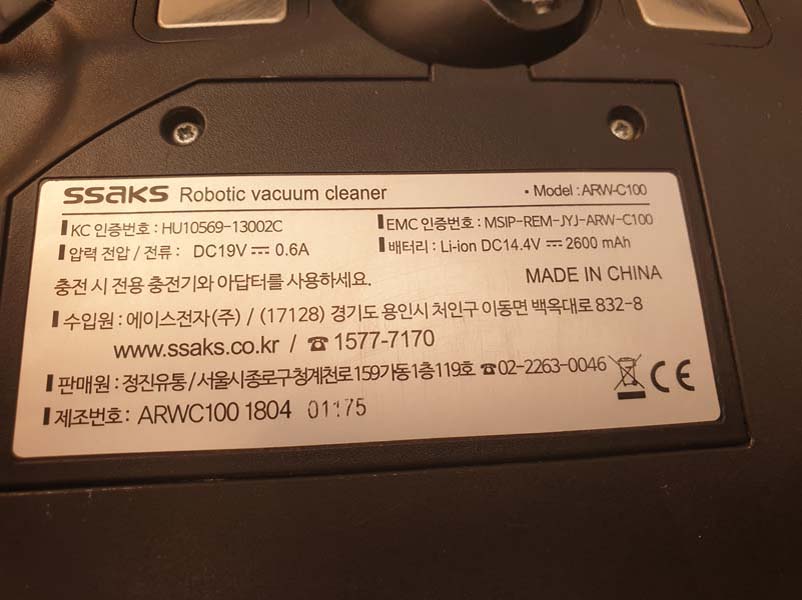 ssaks Robotic vacuum cleaner • Model : ARW-C100
KC 인증번호 : HU10569-13002C EMC 인증번호 : MSIP-REM-JYJ-ARW-C100
압력 전압 / 전류 : DC19V ⎓ 0.6A 배터리 : Li-ion DC14.4V ⎓ 2600 mAh
충전 시 전용 충전기와 아답터를 사용하세요. MADE IN CHINA
수입원 : 에이스전자(주) / (17128) 경기도 용인시 처인구 이동면 백옥대로 832-8
www.ssaks.co.kr / ☎ 1577-7170
판매원 : 정진유통 / 서울시종로구청계천로159가동1층119호 ☎02-2263-0046 CE
제조번호 : ARWC100 1804 01175